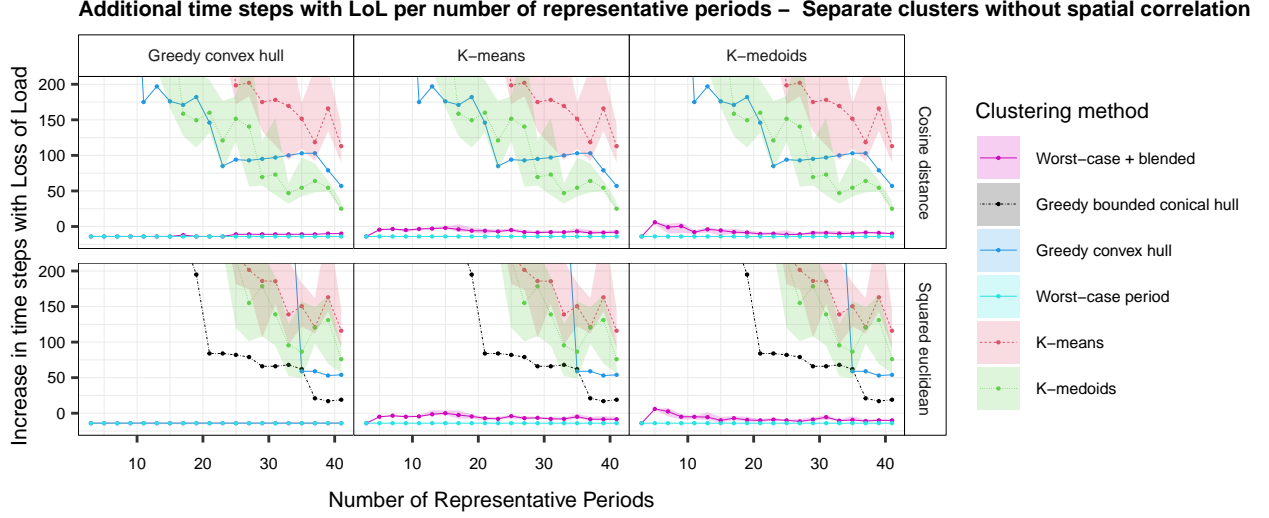 Additional time steps with LoL per number of representative periods − Separate clusters without spatial correlation
Greedy convex hull
K−means
K−medoids
Increase in time steps with Loss of Load
200
150
100
50
0
Cosine distance
200
150
100
50
0
Squared euclidean
10 20 30 40
10 20 30 40
10 20 30 40
Number of Representative Periods
Clustering method
Worst−case + blended
Greedy bounded conical hull
Greedy convex hull
Worst−case period
K−means
K−medoids